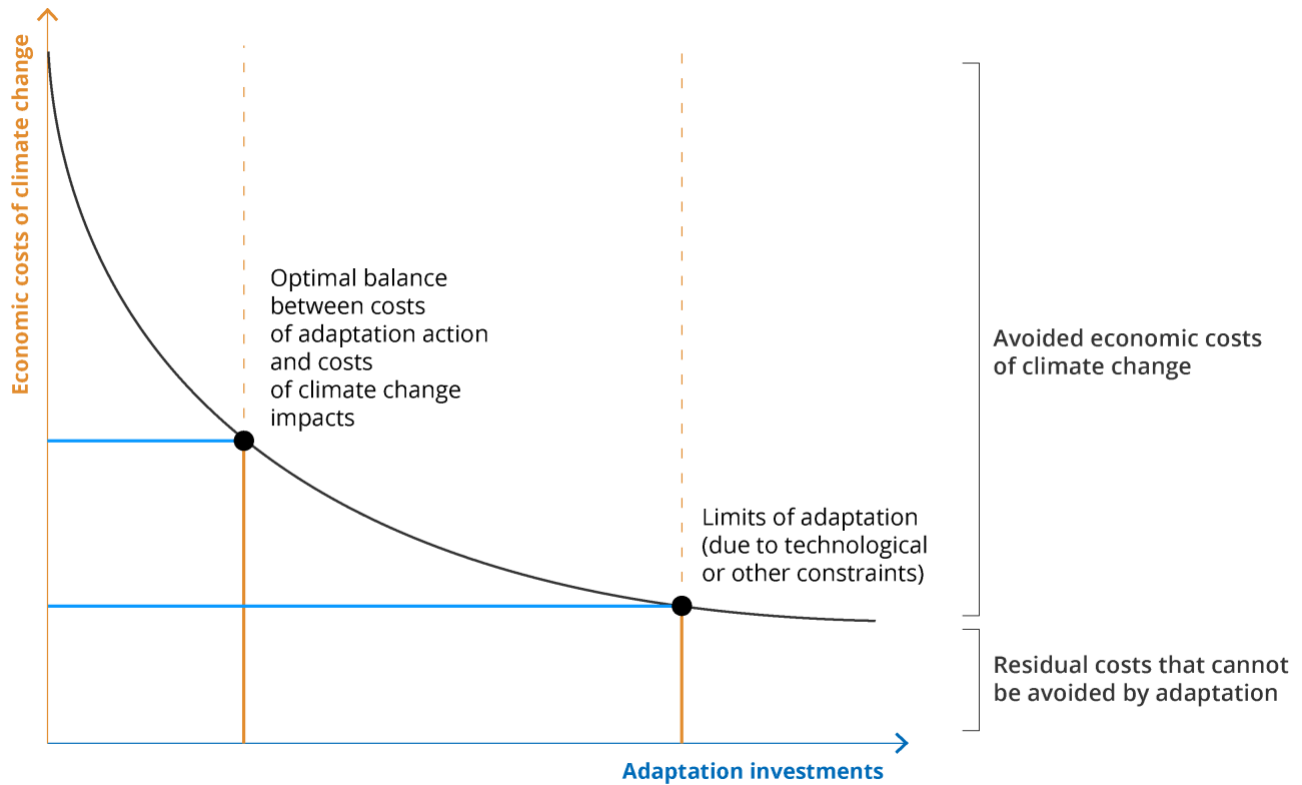 Economic costs of climate change
Optimal balance
between costs
of adaptation action
and costs
of climate change
impacts
Limits of adaptation
(due to technological
or other constraints)
Avoided economic costs
of climate change
Residual costs that cannot
be avoided by adaptation
Adaptation investments